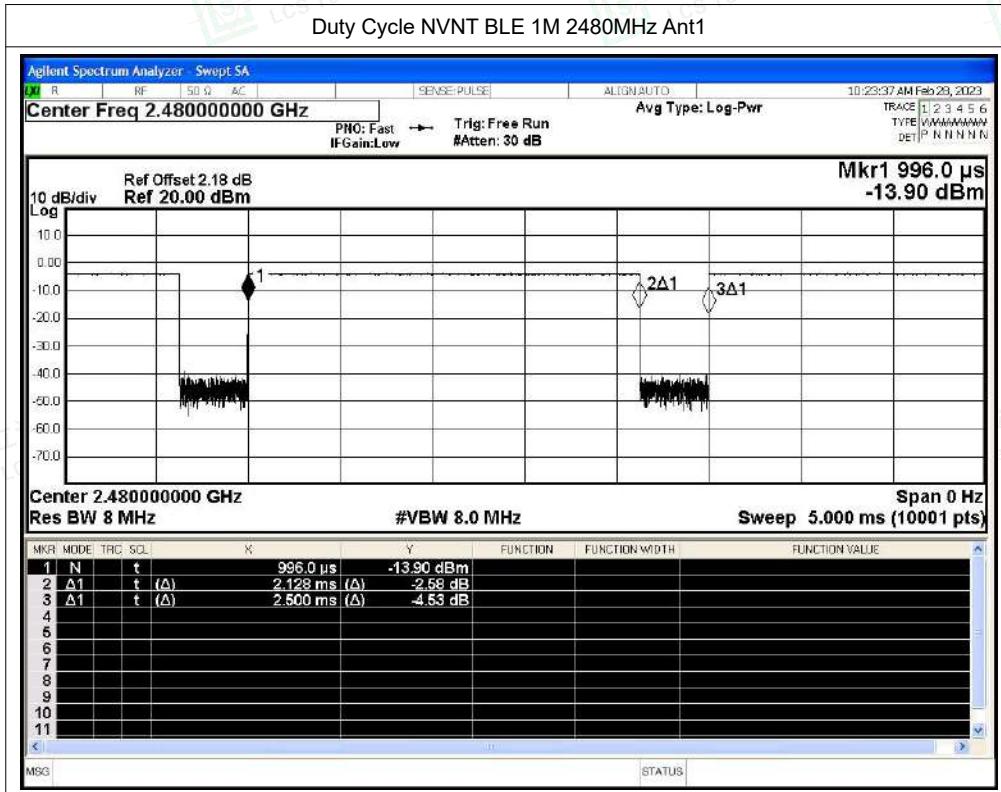 Duty Cycle NVNT BLE 1M 2480MHz Ant1
Agilent Spectrum Analyzer - Swept SA
LXI R RF 50 Ω AC SENSE:PULSE ALIGN AUTO 10:23:37 AM Feb 28, 2023
Center Freq 2.480000000 GHz Avg Type: Log-Pwr TRACE 1 2 3 4 5 6
PNO: Fast Trig: Free Run TYPE
IFGain:Low #Atten: 30 dB DET P N N N N N
Mkr1 996.0 µs
Ref Offset 2.18 dB
10 dB/div Ref 20.00 dBm -13.90 dBm
Log
10.0
0.00
-10.0
-20.0
-30.0
-40.0
-50.0
-60.0
-70.0
1
2Δ1
3Δ1
Center 2.480000000 GHz Span 0 Hz
Res BW 8 MHz #VBW 8.0 MHz Sweep 5.000 ms (10001 pts)
MKR MODE TRC SCL X Y FUNCTION FUNCTION WIDTH FUNCTION VALUE
1 N t 996.0 µs -13.90 dBm
2 Δ1 t (Δ) 2.128 ms (Δ) -2.58 dB
3 Δ1 t (Δ) 2.500 ms (Δ) -4.53 dB
4
5
6
7
8
9
10
11
MSG STATUS